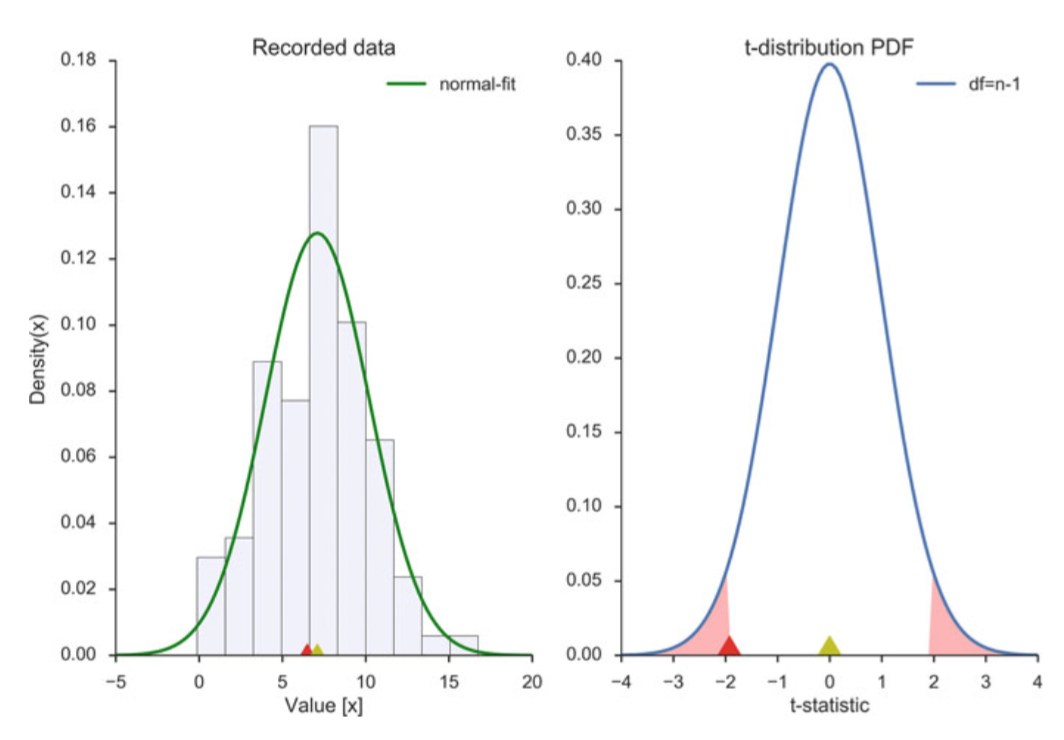 Recorded data
normal-fit
0.18
0.16
0.14
0.12
0.10
0.08
0.06
0.04
0.02
0.00
Density(x)
−5 0 5 10 15 20
Value [x]
t-distribution PDF
df=n-1
0.40
0.35
0.30
0.25
0.20
0.15
0.10
0.05
0.00
−4 −3 −2 −1 0 1 2 3 4
t-statistic